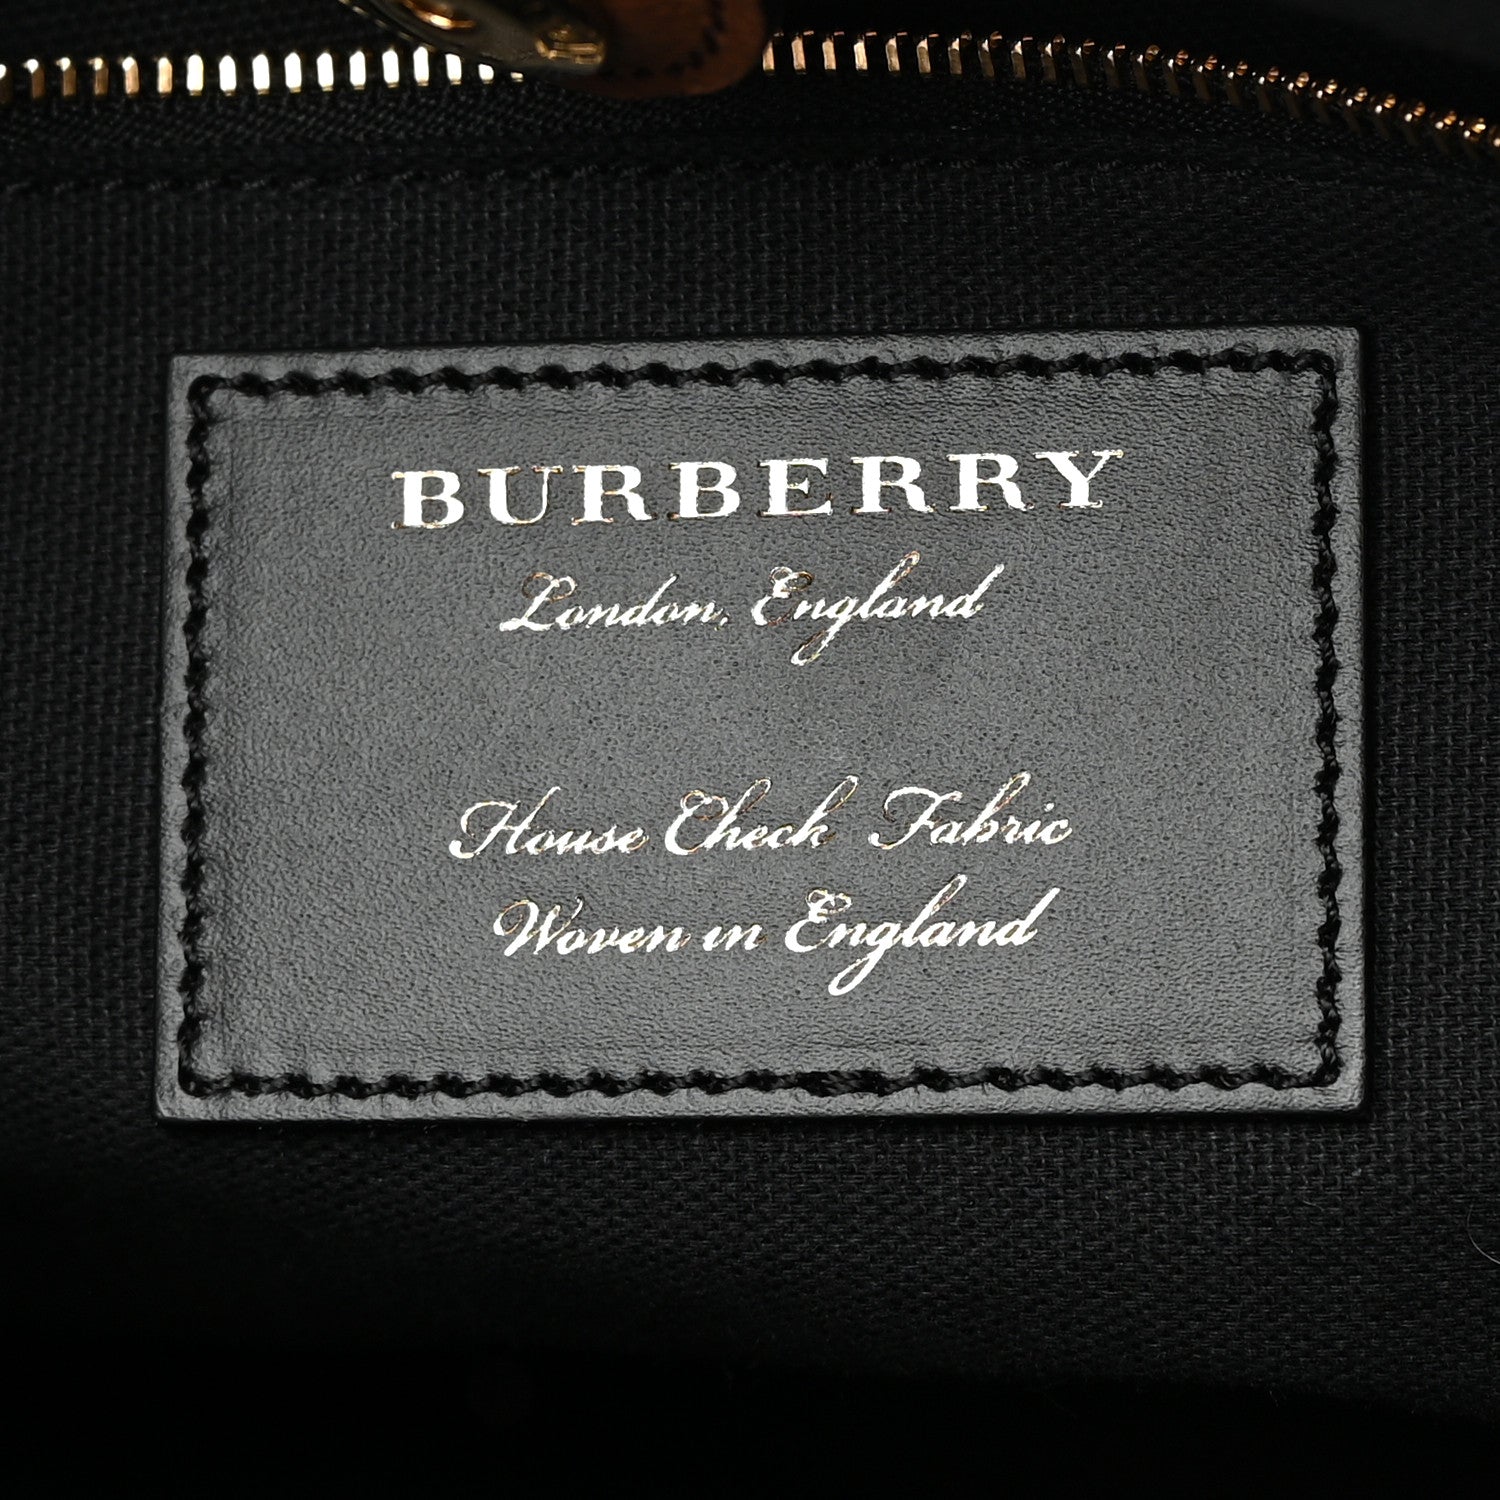 BURBERRY
London, England
House Check Fabric
Woven in England